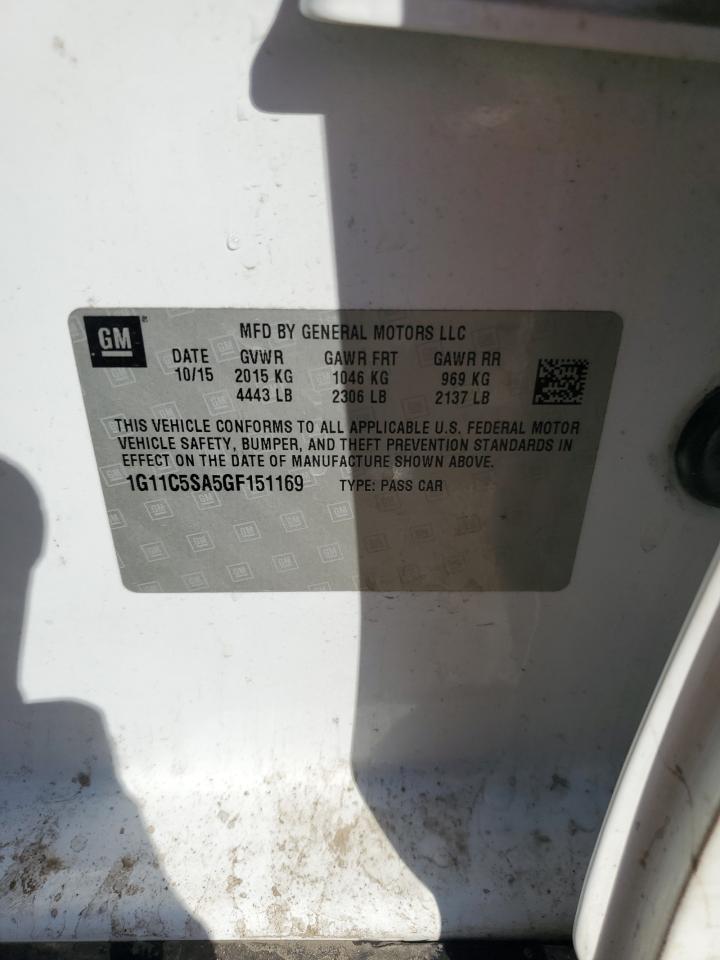 GM
MFD BY GENERAL MOTORS LLC
DATE GVWR GAWR FRT GAWR RR
10/15 2015 KG 1046 KG 969 KG
4443 LB 2306 LB 2137 LB
THIS VEHICLE CONFORMS TO ALL APPLICABLE U.S. FEDERAL MOTOR
VEHICLE SAFETY, BUMPER, AND THEFT PREVENTION STANDARDS IN
EFFECT ON THE DATE OF MANUFACTURE SHOWN ABOVE.
1G11C5SA5GF151169 TYPE: PASS CAR